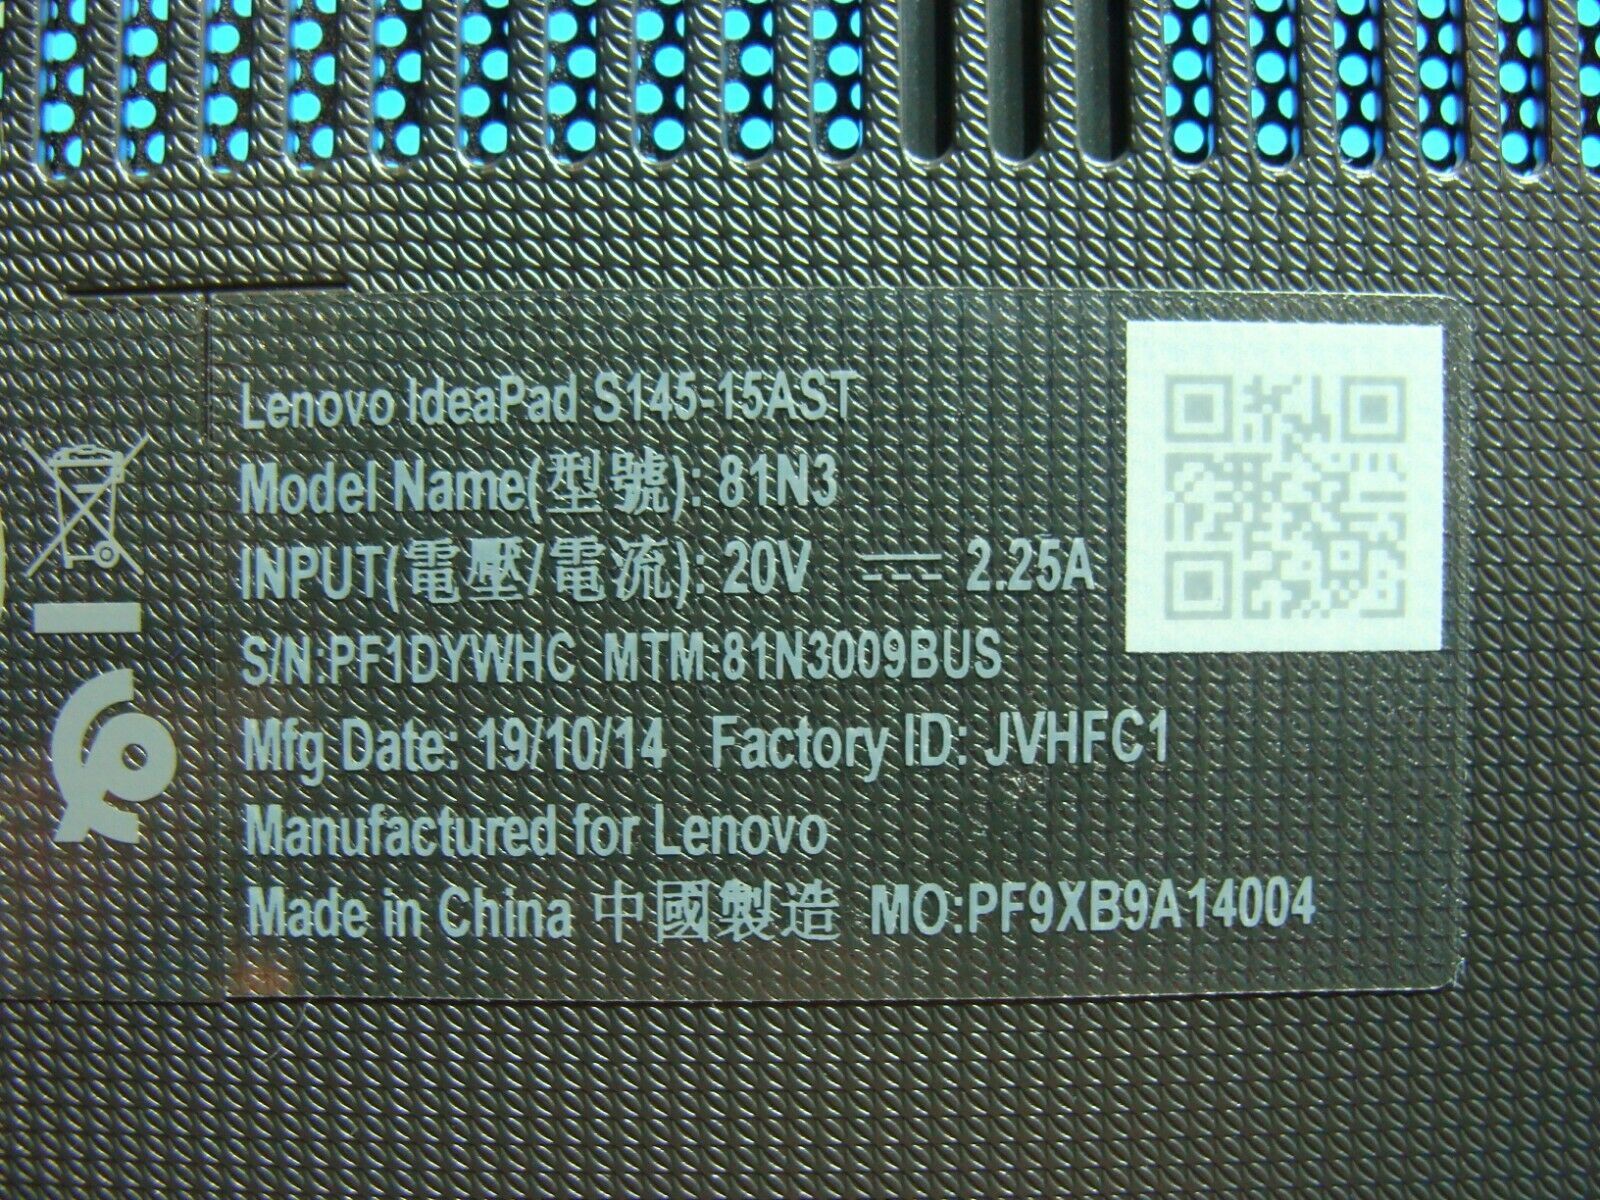 Lenovo IdeaPad S145-15AST
Model Name(型號): 81N3
INPUT(電壓/電流): 20V ⎓ 2.25A
S/N:PF1DYWHC MTM:81N3009BUS
Mfg Date: 19/10/14 Factory ID: JVHFC1
Manufactured for Lenovo
Made in China 中國製造 MO:PF9XB9A14004